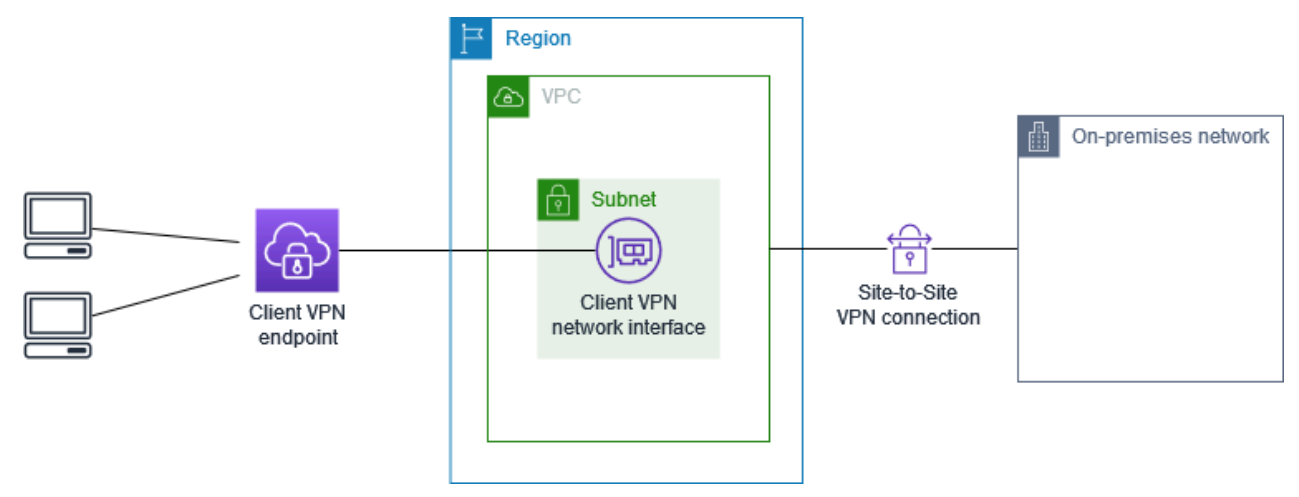 Region
VPC
On-premises network
Subnet
Client VPN
endpoint
Client VPN
network interface
Site-to-Site
VPN connection